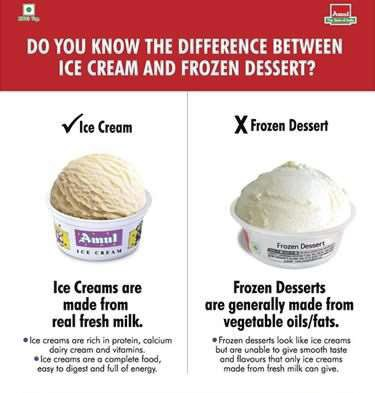 100% Veg
Amul
The Taste of India
DO YOU KNOW THE DIFFERENCE BETWEEN
ICE CREAM AND FROZEN DESSERT?
Ice Cream
X Frozen Dessert
Amul
ICE CREAM
Frozen Dessert
Ice Creams are
made from
real fresh milk.
• Ice creams are rich in protein, calcium
dairy cream and vitamins.
• Ice creams are a complete food,
easy to digest and full of energy.
Frozen Desserts
are generally made from
vegetable oils/fats.
• Frozen desserts look like ice creams
but are unable to give smooth taste
and flavours that only ice creams
made from fresh milk can give.